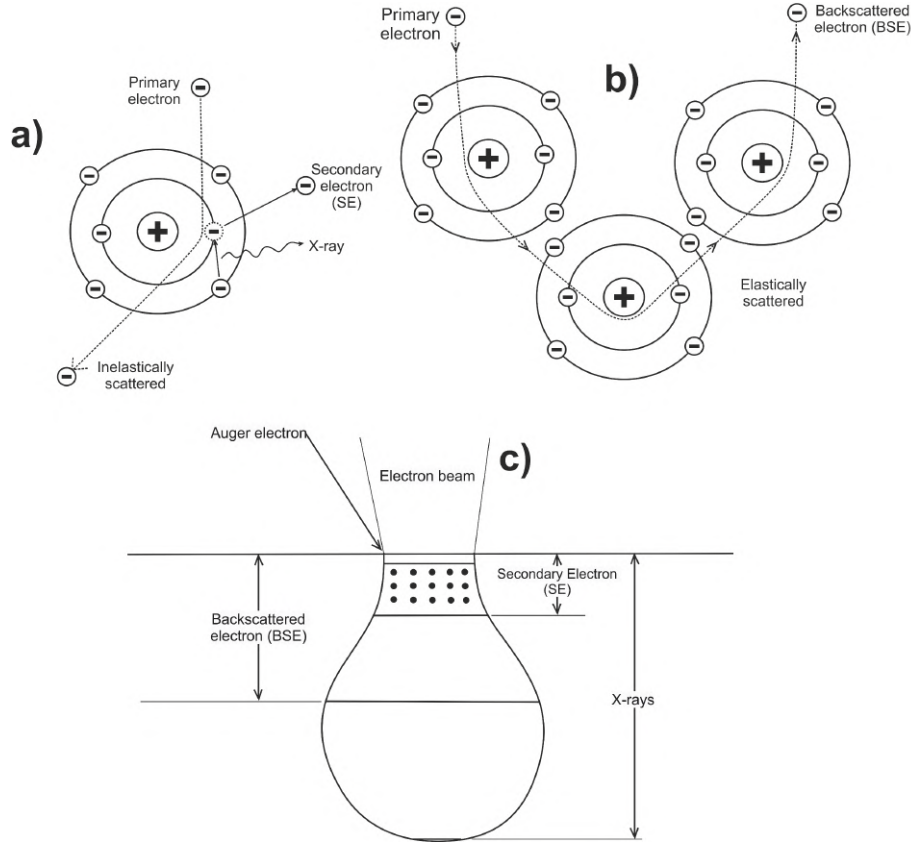 a)
Primary
electron
Secondary
electron
(SE)
X-ray
Inelastically
scattered
b)
Primary
electron
Backscattered
electron (BSE)
Elastically
scattered
c)
Auger electron
Electron beam
Secondary Electron
(SE)
Backscattered
electron (BSE)
X-rays